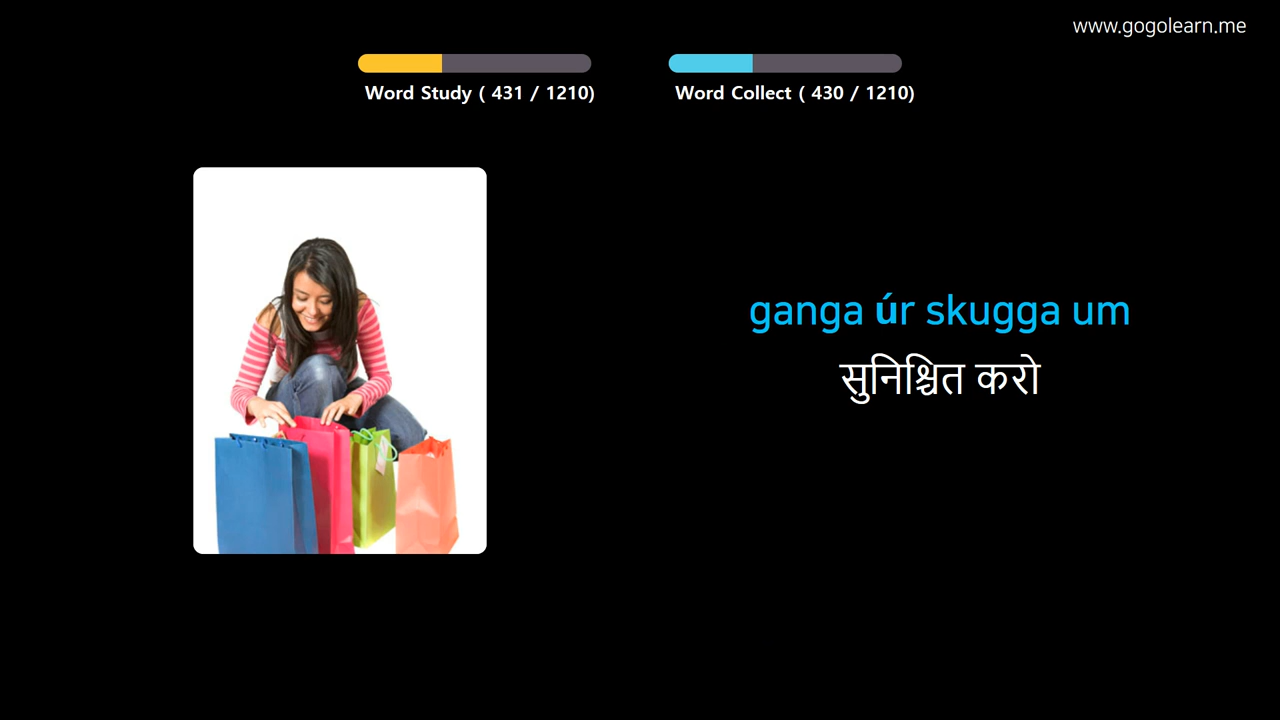 www.gogolearn.me
Word Study ( 431 / 1210)
Word Collect ( 430 / 1210)
ganga úr skugga um
सुनिश्चित करो